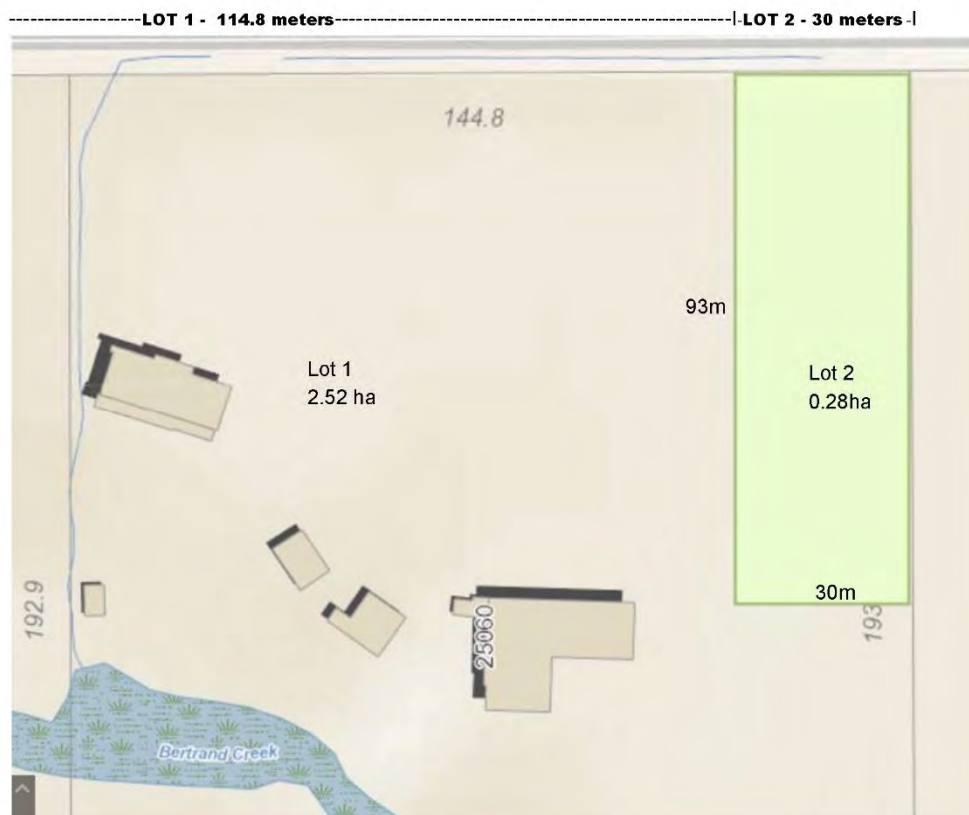 LOT 1 - 114.8 meters
LOT 2 - 30 meters
144.8
93m
Lot 1
2.52 ha
Lot 2
0.28ha
30m
192.9
193
25060
Bertrand Creek